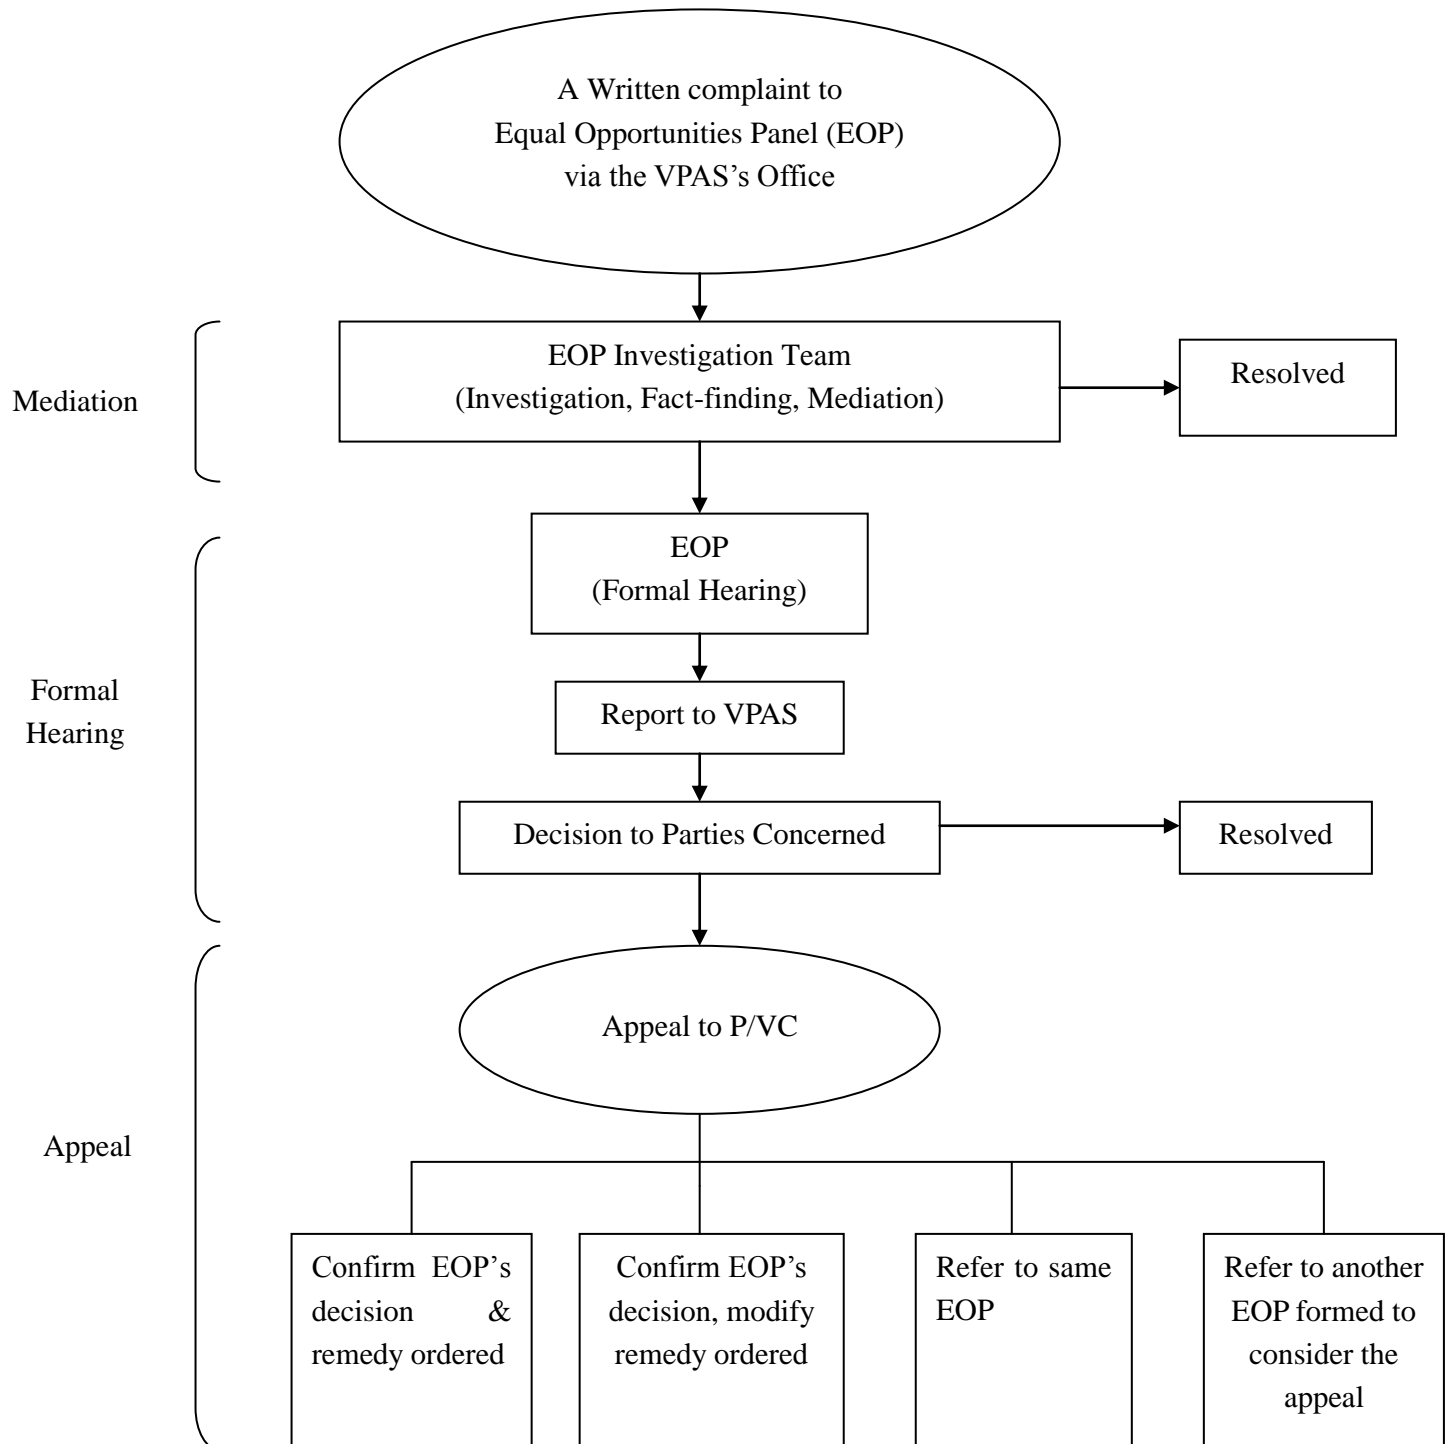 A Written complaint to
Equal Opportunities Panel (EOP)
via the VPAS’s Office
Mediation
EOP Investigation Team
(Investigation, Fact-finding, Mediation)
Resolved
Formal
Hearing
EOP
(Formal Hearing)
Report to VPAS
Decision to Parties Concerned
Resolved
Appeal
Appeal to P/VC
Confirm EOP’s
decision &
remedy ordered
Confirm EOP’s
decision, modify
remedy ordered
Refer to same
EOP
Refer to another
EOP formed to
consider the
appeal